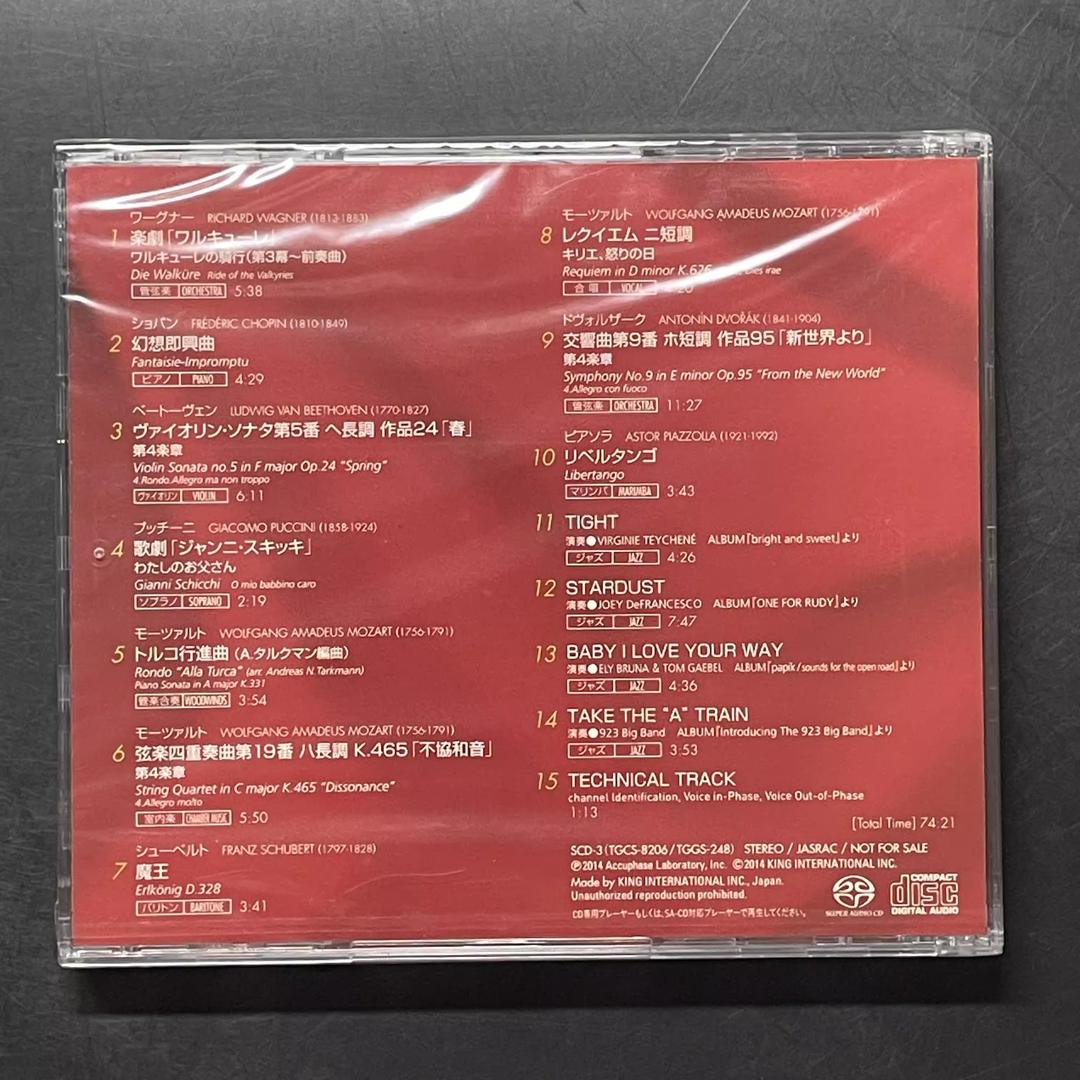 ワーグナー RICHARD WAGNER (1813-1883)
1 楽劇「ワルキューレ」
ワルキューレの騎行(第3幕〜前奏曲)
Die Walküre Ride of the Valkyries
管弦楽 ORCHESTRA 5:38
ショパン FRÉDÉRIC CHOPIN (1810-1849)
2 幻想即興曲
Fantaisie-Impromptu
ピアノ PIANO 4:29
ベートーヴェン LUDWIG VAN BEETHOVEN (1770-1827)
3 ヴァイオリン・ソナタ第5番 ヘ長調 作品24「春」
第4楽章
Violin Sonata no.5 in F major Op.24 "Spring"
4.Rondo.Allegro ma non troppo
ヴァイオリン VIOLIN 6:11
プッチーニ GIACOMO PUCCINI (1858-1924)
4 歌劇「ジャンニ・スキッキ」
わたしのお父さん
Gianni Schicchi O mio babbino caro
ソプラノ SOPRANO 2:19
モーツァルト WOLFGANG AMADEUS MOZART (1756-1791)
5 トルコ行進曲 (A.タルクマン編曲)
Rondo "Alla Turca" (arr. Andreas N.Tarkmann)
Piano Sonata in A major K.331
管楽合奏 WOODWINDS 3:54
モーツァルト WOLFGANG AMADEUS MOZART (1756-1791)
6 弦楽四重奏曲第19番 ハ長調 K.465「不協和音」
第4楽章
String Quartet in C major K.465 "Dissonance"
4.Allegro molto
室内楽 CHAMBER MUSIC 5:50
シューベルト FRANZ SCHUBERT (1797-1828)
7 魔王
Erlkönig D.328
バリトン BARITONE 3:41
モーツァルト WOLFGANG AMADEUS MOZART (1756-1791)
8 レクイエム ニ短調
キリエ、怒りの日
Requiem in D minor K.626 Dies irae
合唱 VOCAL
ドヴォルザーク ANTONÍN DVOŘÁK (1841-1904)
9 交響曲第9番 ホ短調 作品95「新世界より」
第4楽章
Symphony No.9 in E minor Op.95 "From the New World"
4.Allegro con fuoco
管弦楽 ORCHESTRA 11:27
ピアソラ ASTOR PIAZZOLLA (1921-1992)
10 リベルタンゴ
Libertango
マリンバ MARIMBA 3:43
11 TIGHT
演奏●VIRGINIE TEYCHENÉ ALBUM『bright and sweet』より
ジャズ JAZZ 4:26
12 STARDUST
演奏●JOEY DeFRANCESCO ALBUM『ONE FOR RUDY』より
ジャズ JAZZ 7:47
13 BABY I LOVE YOUR WAY
演奏●ELY BRUNA & TOM GAEBEL ALBUM『papik/sounds for the open road』より
ジャズ JAZZ 4:36
14 TAKE THE "A" TRAIN
演奏●923 Big Band ALBUM『Introducing The 923 Big Band』より
ジャズ JAZZ 3:53
15 TECHNICAL TRACK
channel Identification, Voice in-Phase, Voice Out-of-Phase
1:13
[Total Time] 74:21
SCD-3 (TGCS-8206/TGGS-248) STEREO / JASRAC / NOT FOR SALE
Ⓟ2014 Accuphase Laboratory, Inc. ©2014 KING INTERNATIONAL INC.
Made by KING INTERNATIONAL INC., Japan.
Unauthorized reproduction prohibited.
CD専用プレーヤーもしくは、SA-CD対応プレーヤーで再生してください。
SUPER AUDIO CD
COMPACT disc DIGITAL AUDIO